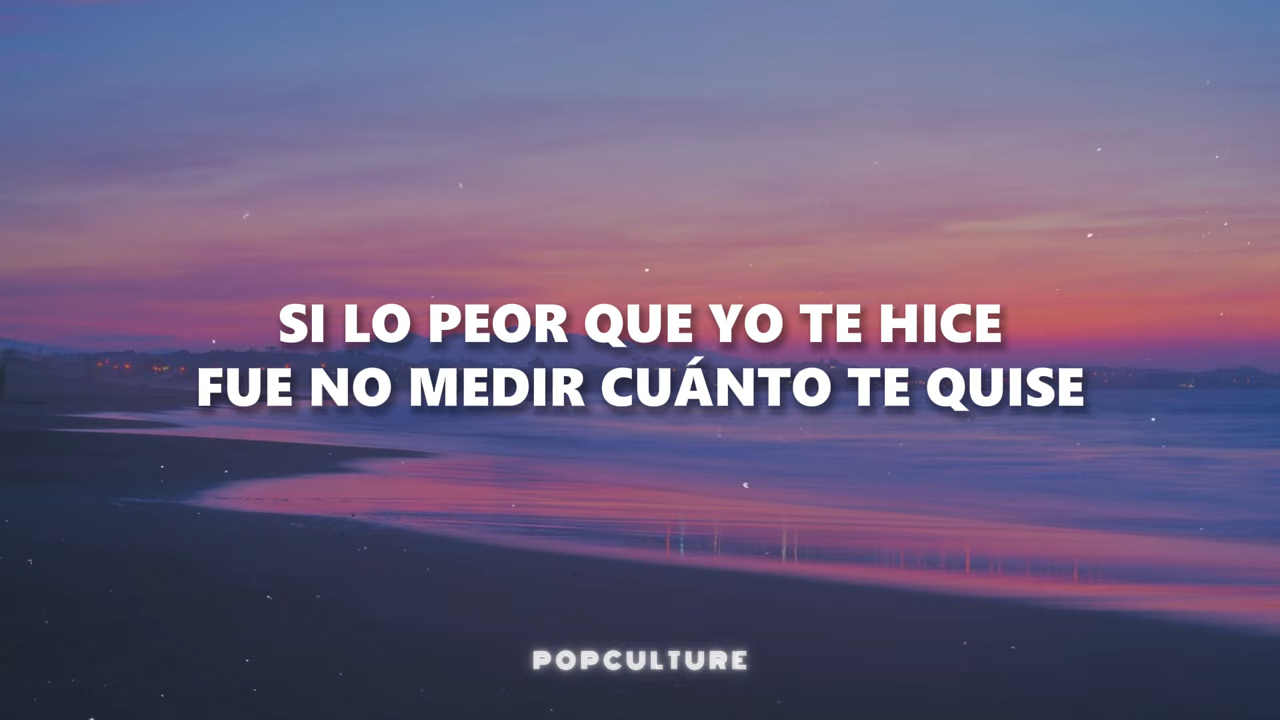 SI LO PEOR QUE YO TE HICE
FUE NO MEDIR CUÁNTO TE QUISE
POPCULTURE